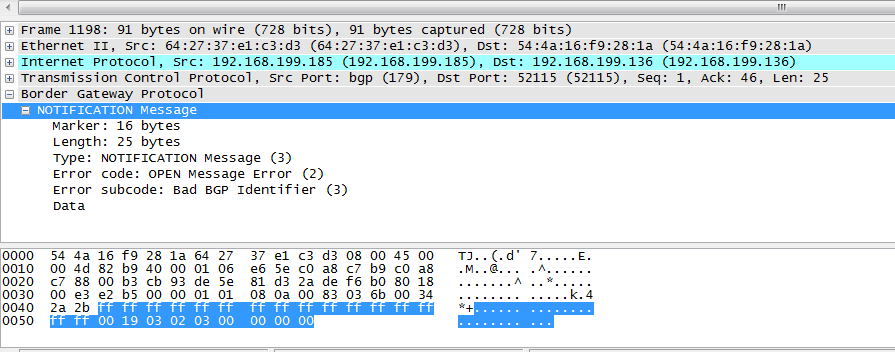 Frame 1198: 91 bytes on wire (728 bits), 91 bytes captured (728 bits)
Ethernet II, Src: 64:27:37:e1:c3:d3 (64:27:37:e1:c3:d3), Dst: 54:4a:16:f9:28:1a (54:4a:16:f9:28:1a)
Internet Protocol, Src: 192.168.199.185 (192.168.199.185), Dst: 192.168.199.136 (192.168.199.136)
Transmission Control Protocol, Src Port: bgp (179), Dst Port: 52115 (52115), Seq: 1, Ack: 46, Len: 25
Border Gateway Protocol
NOTIFICATION Message
Marker: 16 bytes
Length: 25 bytes
Type: NOTIFICATION Message (3)
Error code: OPEN Message Error (2)
Error subcode: Bad BGP Identifier (3)
Data
0000 54 4a 16 f9 28 1a 64 27 37 e1 c3 d3 08 00 45 00 TJ..(.d' 7.....E.
0010 00 4d 82 b9 40 00 01 06 e6 5e c0 a8 c7 b9 c0 a8 .M..@... .^......
0020 c7 88 00 b3 cb 93 de 5e 81 d3 2a de f6 b0 80 18 .......^ ..*.....
0030 00 e3 e2 b5 00 00 01 01 08 0a 00 83 03 6b 00 34 ........ .....k.4
0040 2a 2b ff ff ff ff ff ff ff ff ff ff ff ff ff ff *+...... ........
0050 ff ff 00 19 03 02 03 00 00 00 00 ........ ...